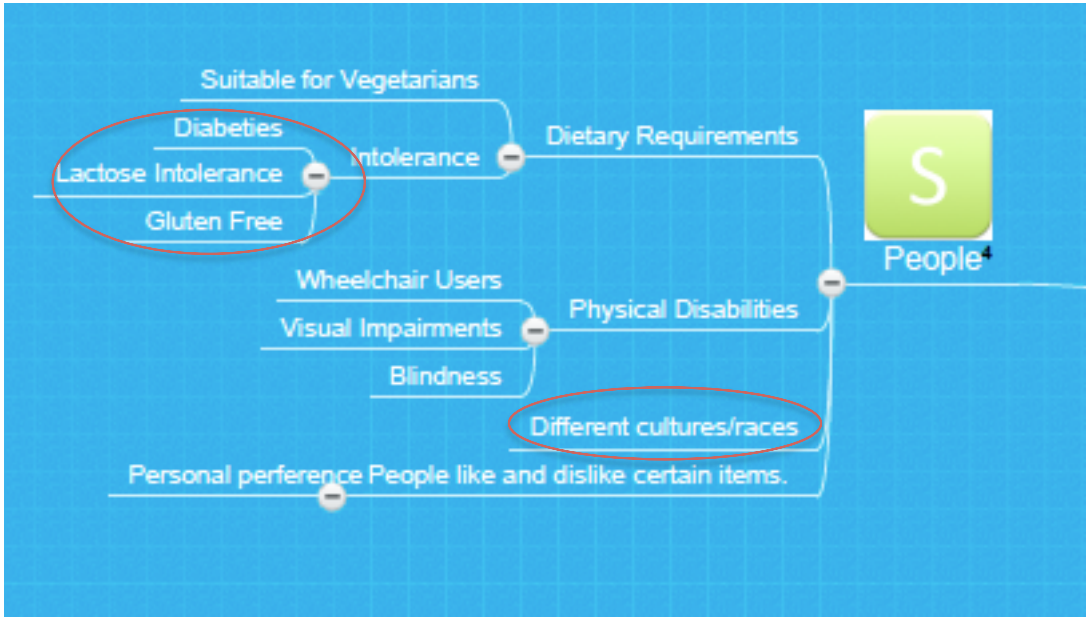 Suitable for Vegetarians
Diabeties
Lactose Intolerance
Gluten Free
Intolerance
Dietary Requirements
S
People4
Wheelchair Users
Visual Impairments
Blindness
Physical Disabilities
Different cultures/races
Personal perference People like and dislike certain items.